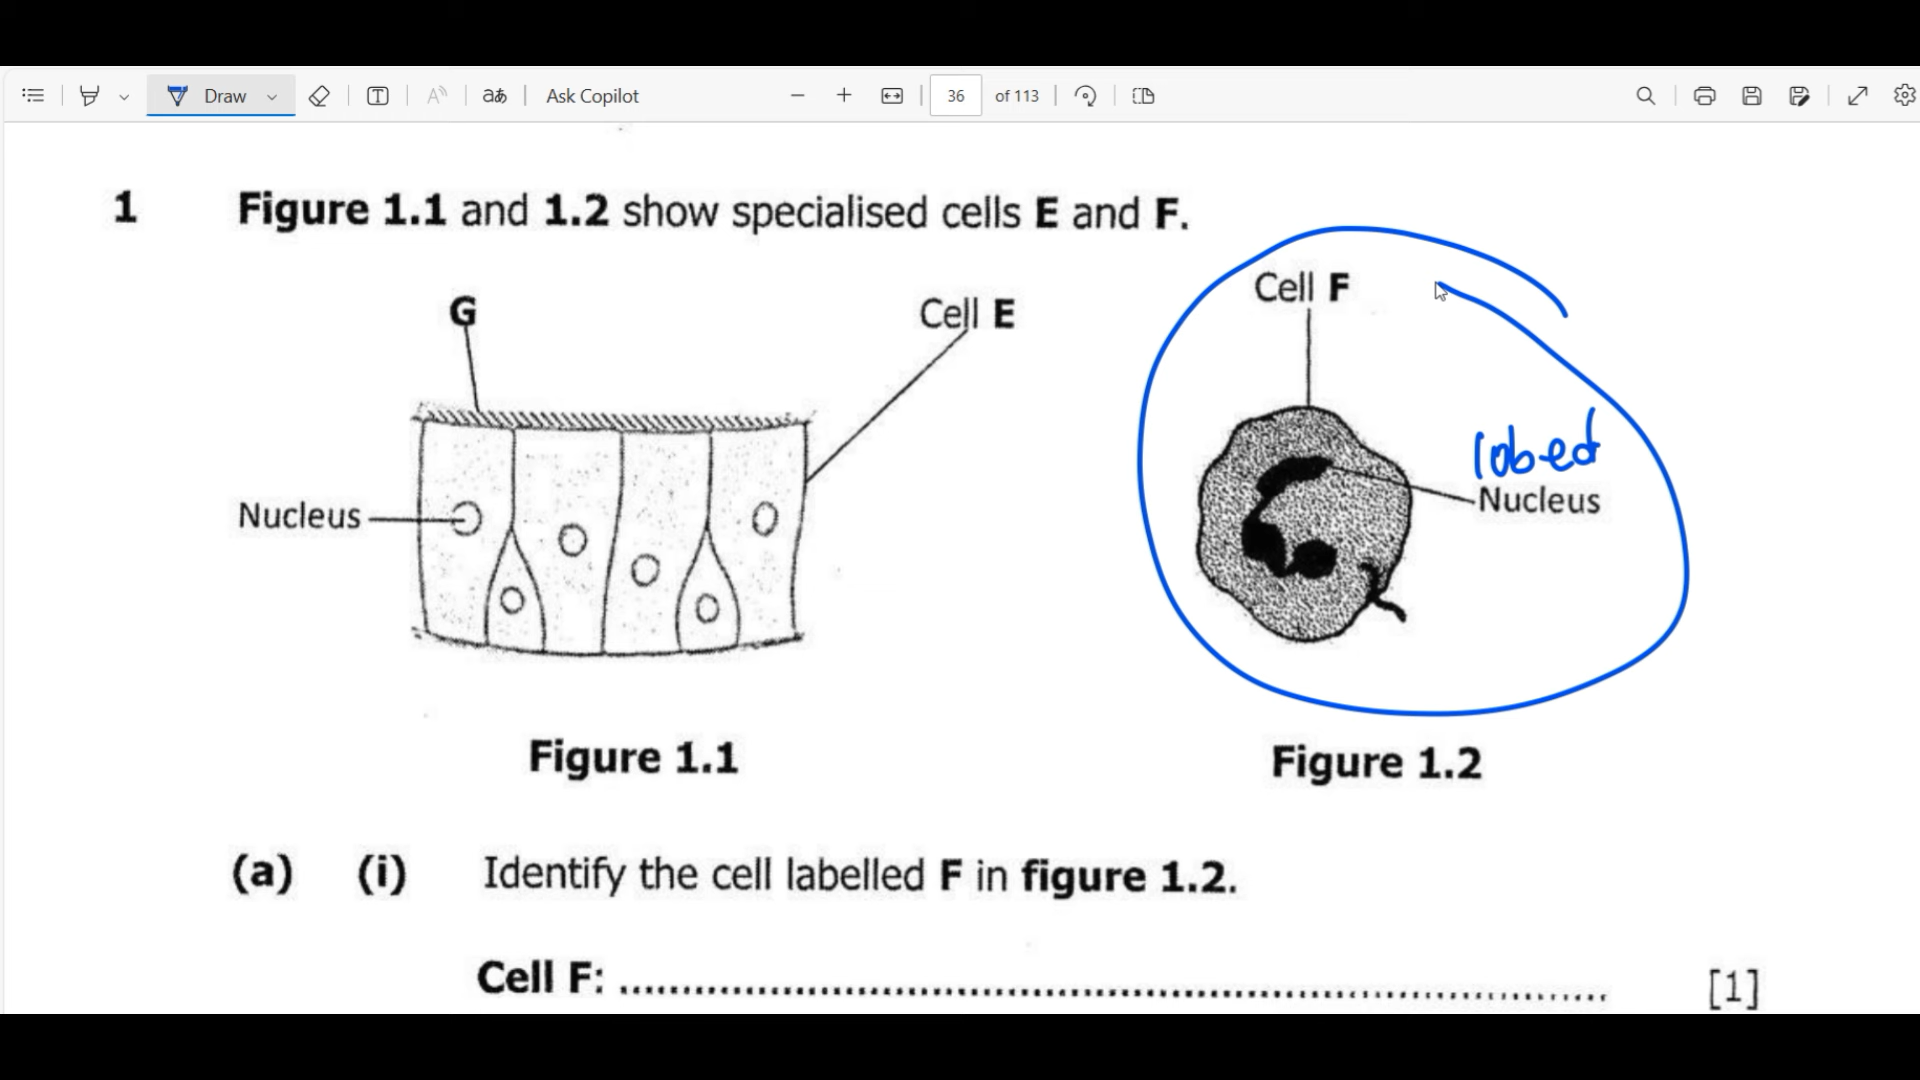 Draw aあ Ask Copilot 36 of 113
1 Figure 1.1 and 1.2 show specialised cells E and F.
G Cell E Cell F
lobed
Nucleus Nucleus
Figure 1.1 Figure 1.2
(a) (i) Identify the cell labelled F in figure 1.2.
Cell F: ........................................................................ [1]